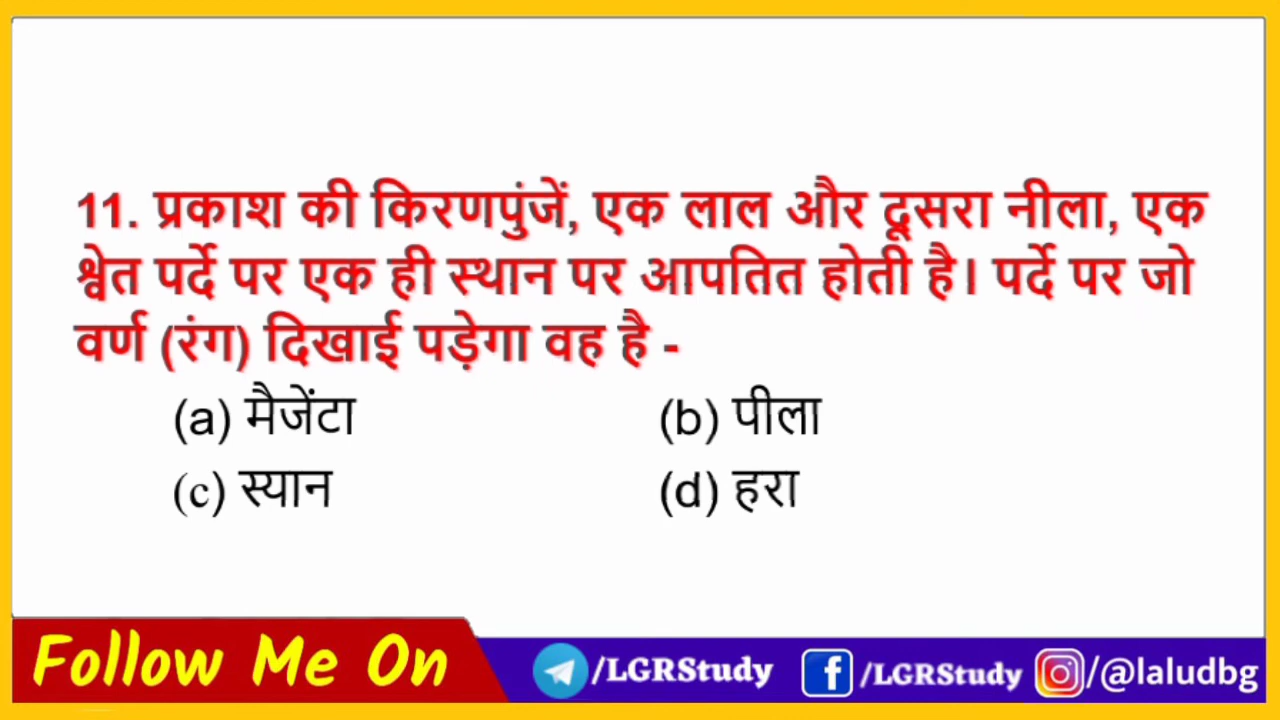 11. प्रकाश की किरणपुंजें, एक लाल और दूसरा नीला, एक
श्वेत पर्दे पर एक ही स्थान पर आपतित होती है। पर्दे पर जो
वर्ण (रंग) दिखाई पड़ेगा वह है -
(a) मैजेंटा (b) पीला
(c) स्यान (d) हरा
Follow Me On /LGRStudy /LGRStudy /@laludbg